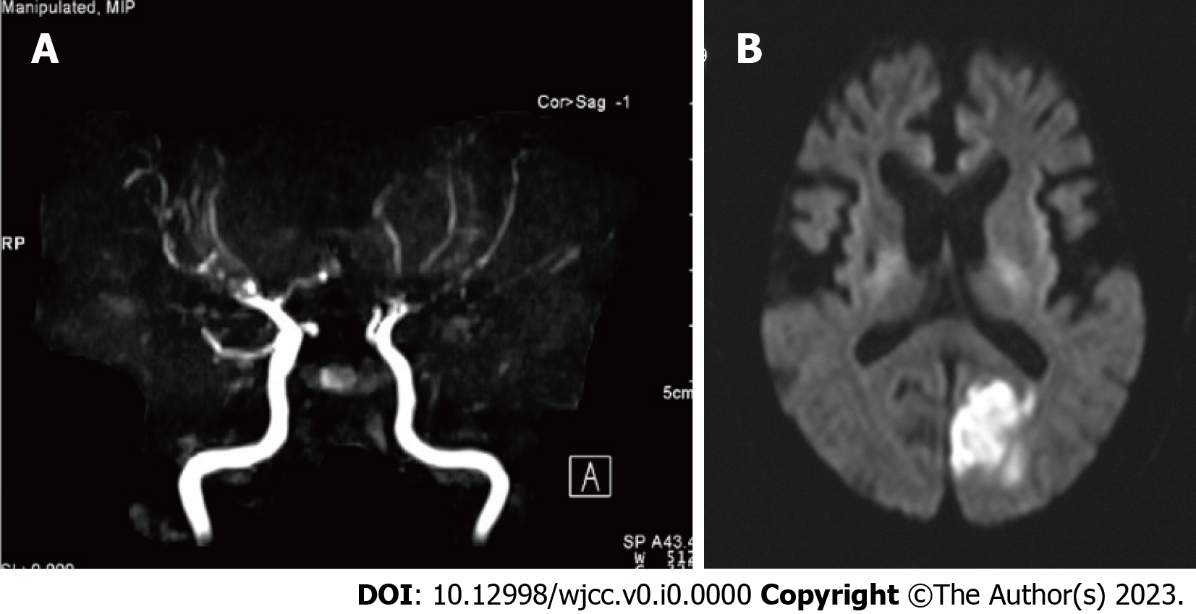 Manipulated, MIP
A
B
Cor>Sag -1
RP
5cm
A
SP A43.4
W 512
DOI: 10.12998/wjcc.v0.i0.0000 Copyright ©The Author(s) 2023.